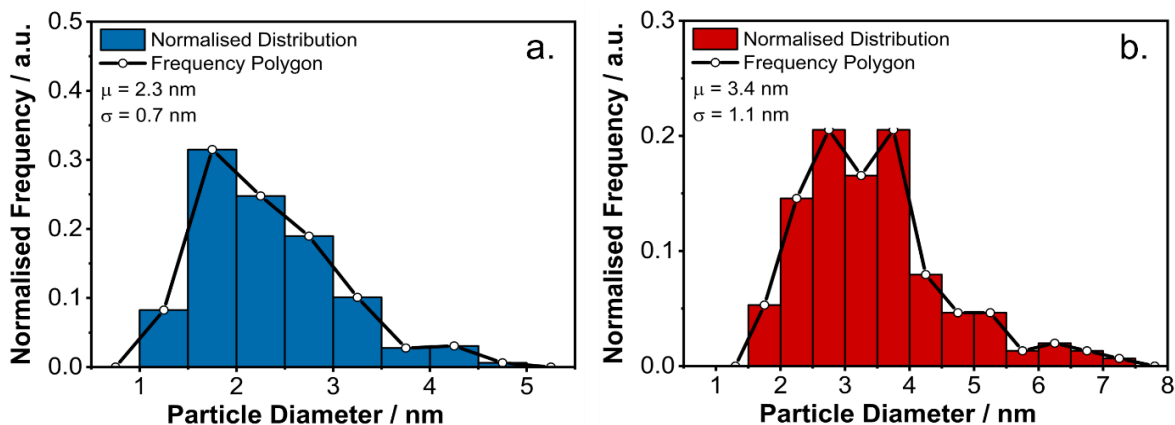 a.
Normalised Distribution
Frequency Polygon
μ = 2.3 nm
σ = 0.7 nm
Normalised Frequency / a.u.
0.5
0.4
0.3
0.2
0.1
0.0
1 2 3 4 5
Particle Diameter / nm
b.
Normalised Distribution
Frequency Polygon
μ = 3.4 nm
σ = 1.1 nm
Normalised Frequency / a.u.
0.3
0.2
0.1
0.0
1 2 3 4 5 6 7 8
Particle Diameter / nm